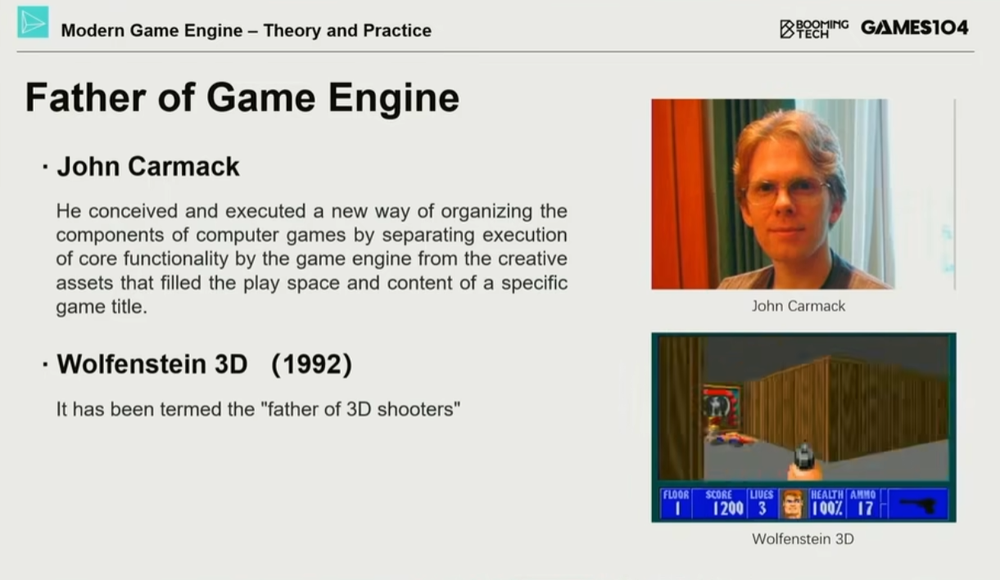 Modern Game Engine – Theory and Practice
BOOMING
TECH
GAMES104
Father of Game Engine
· John Carmack
He conceived and executed a new way of organizing the
components of computer games by separating execution
of core functionality by the game engine from the creative
assets that filled the play space and content of a specific
game title.
· Wolfenstein 3D (1992)
It has been termed the "father of 3D shooters"
John Carmack
FLOOR SCORE LIVES HEALTH AMMO
1 1200 3 100% 17
Wolfenstein 3D